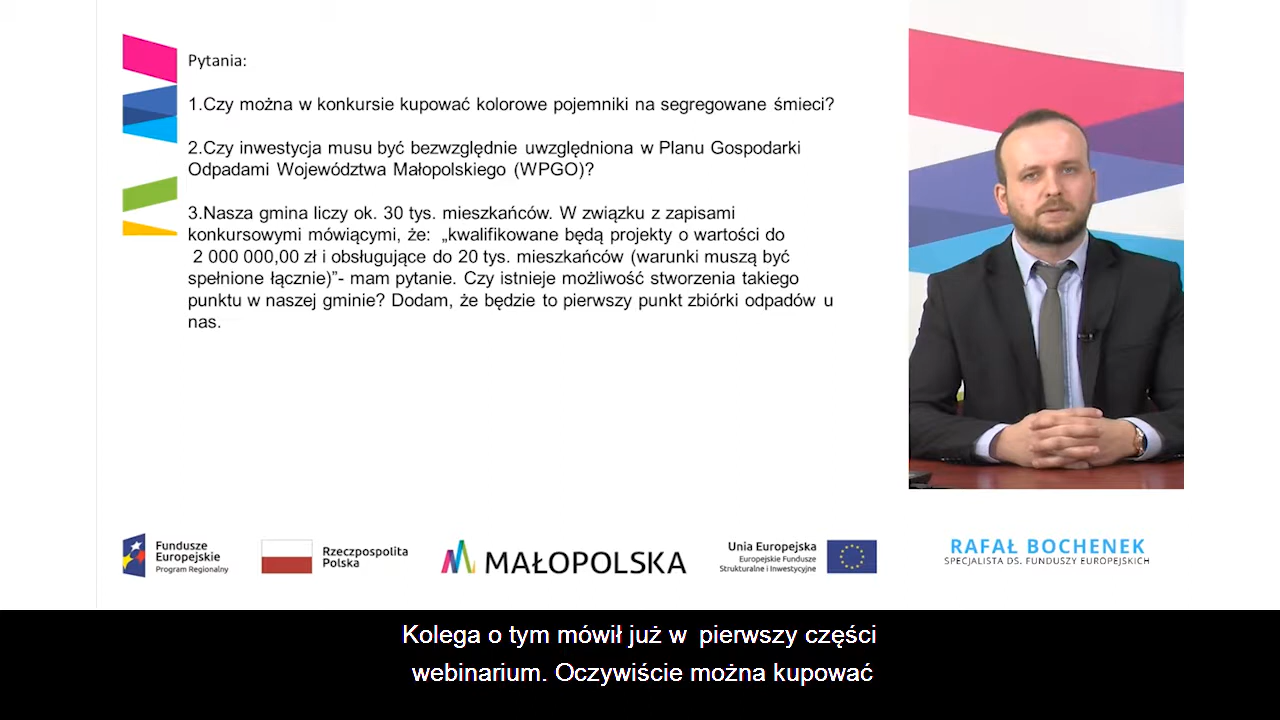 Pytania:
1.Czy można w konkursie kupować kolorowe pojemniki na segregowane śmieci?
2.Czy inwestycja musu być bezwzględnie uwzględniona w Planu Gospodarki
Odpadami Województwa Małopolskiego (WPGO)?
3.Nasza gmina liczy ok. 30 tys. mieszkańców. W związku z zapisami
konkursowymi mówiącymi, że: „kwalifikowane będą projekty o wartości do
2 000 000,00 zł i obsługujące do 20 tys. mieszkańców (warunki muszą być
spełnione łącznie)”- mam pytanie. Czy istnieje możliwość stworzenia takiego
punktu w naszej gminie? Dodam, że będzie to pierwszy punkt zbiórki odpadów u
nas.
Fundusze
Europejskie
Program Regionalny
Rzeczpospolita
Polska
MAŁOPOLSKA
Unia Europejska
Europejskie Fundusze
Strukturalne i Inwestycyjne
RAFAŁ BOCHENEK
SPECJALISTA DS. FUNDUSZY EUROPEJSKICH
Kolega o tym mówił już w pierwszy części
webinarium. Oczywiście można kupować